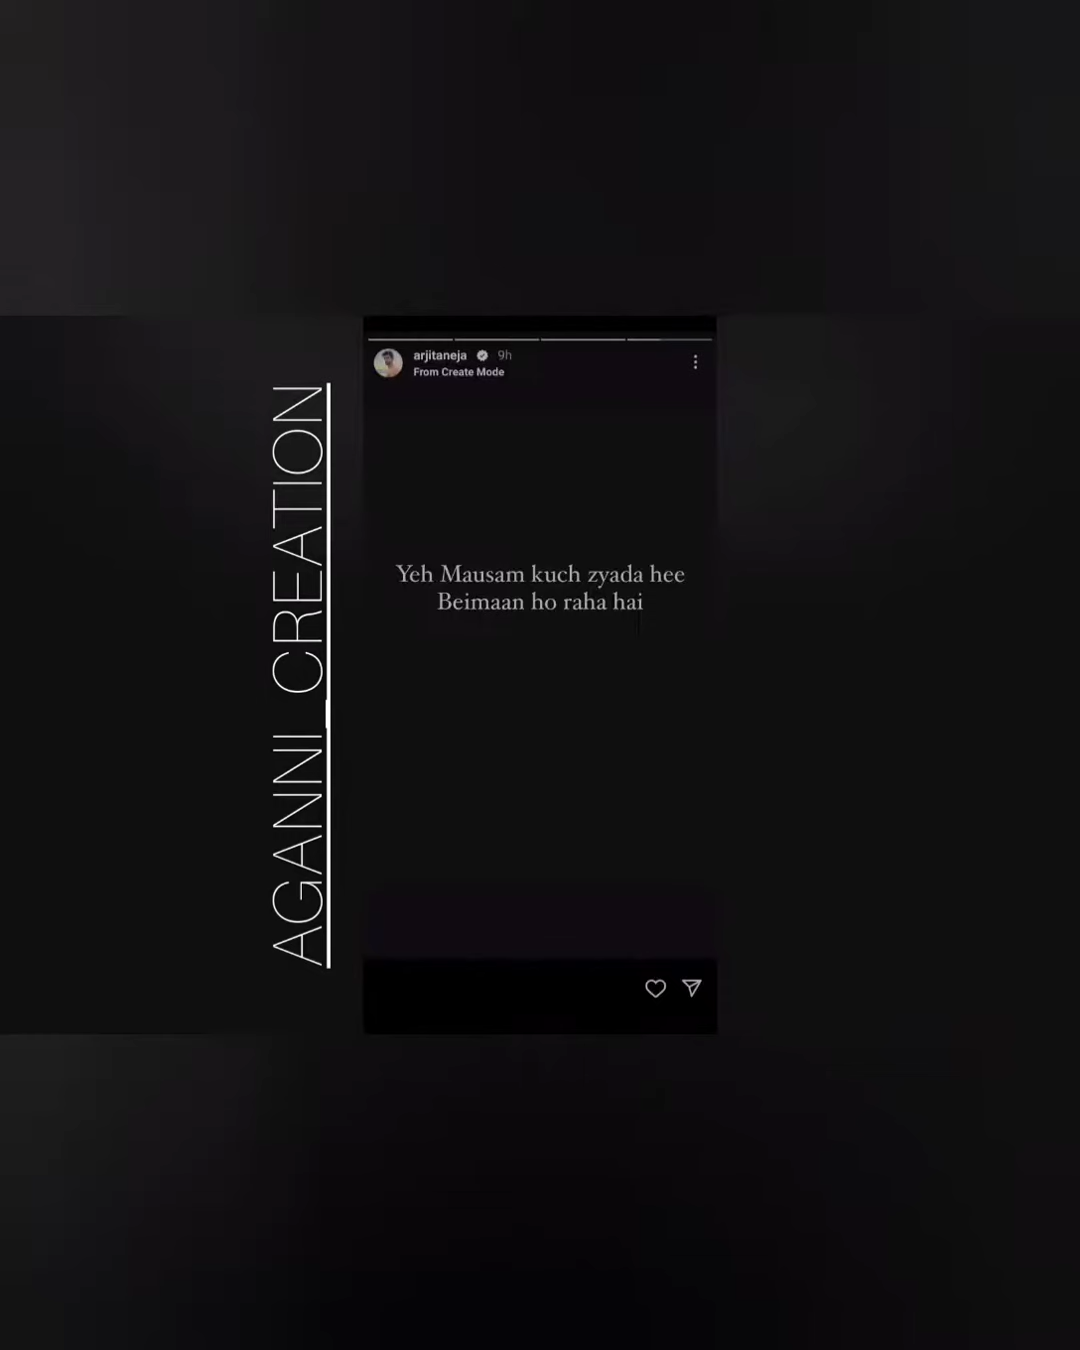 arjitaneja 9h
From Create Mode
Yeh Mausam kuch zyada hee
Beimaan ho raha hai
AGANNI_CREATION